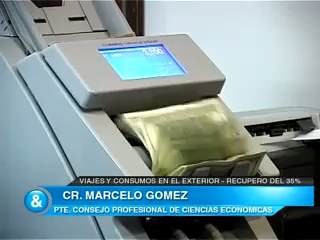 VIAJES Y CONSUMOS EN EL EXTERIOR - RECUPERO DEL 35%
& CR. MARCELO GOMEZ
PTE. CONSEJO PROFESIONAL DE CIENCIAS ECONOMICAS